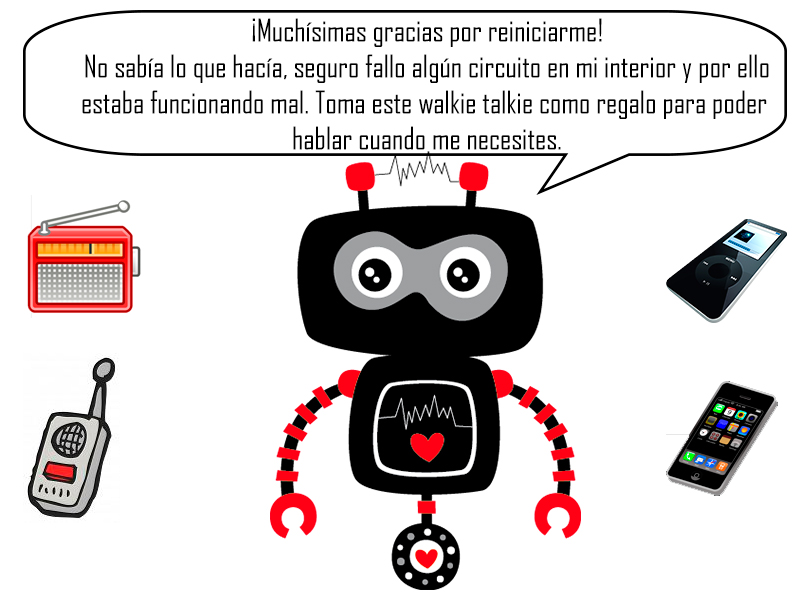 ¡Muchísimas gracias por reiniciarme!
No sabía lo que hacía, seguro fallo algún circuito en mi interior y por ello
estaba funcionando mal. Toma este walkie talkie como regalo para poder
hablar cuando me necesites.